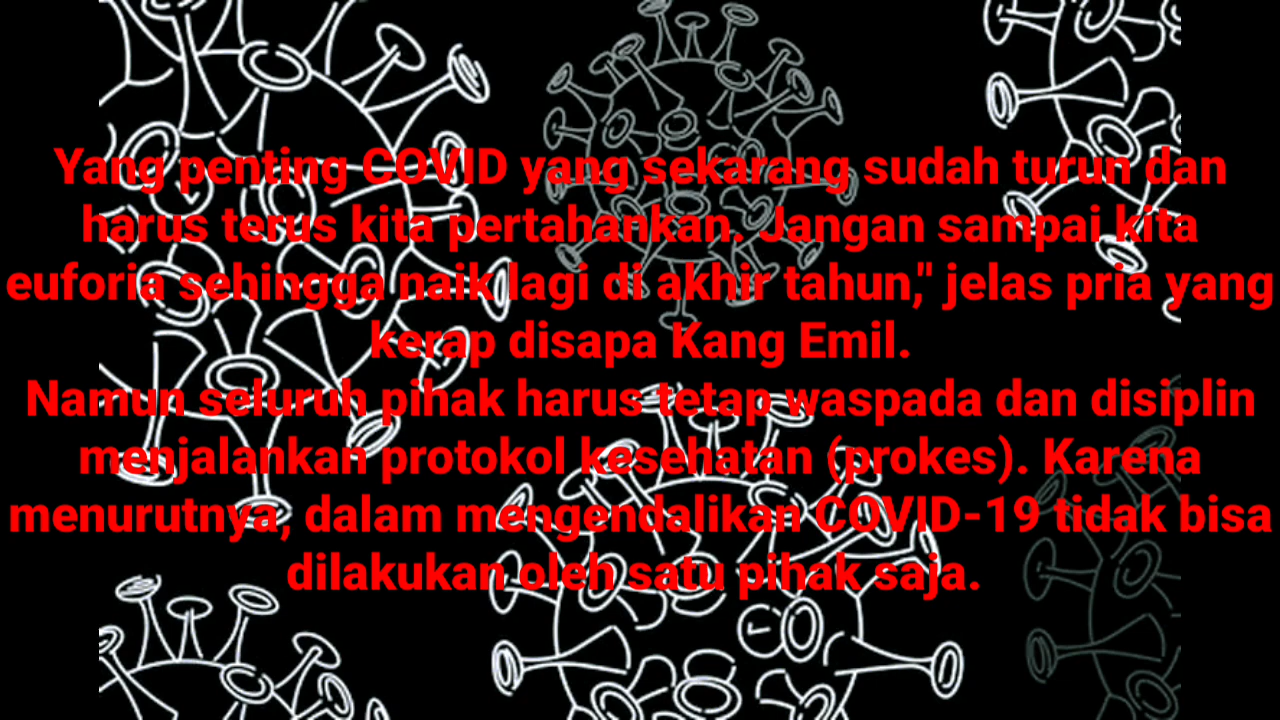 Yang penting COVID yang sekarang sudah turun dan
harus terus kita pertahankan. Jangan sampai kita
euforia sehingga naik lagi di akhir tahun," jelas pria yang
kerap disapa Kang Emil.
Namun seluruh pihak harus tetap waspada dan disiplin
menjalankan protokol kesehatan (prokes). Karena
menurutnya, dalam mengendalikan COVID-19 tidak bisa
dilakukan oleh satu pihak saja.